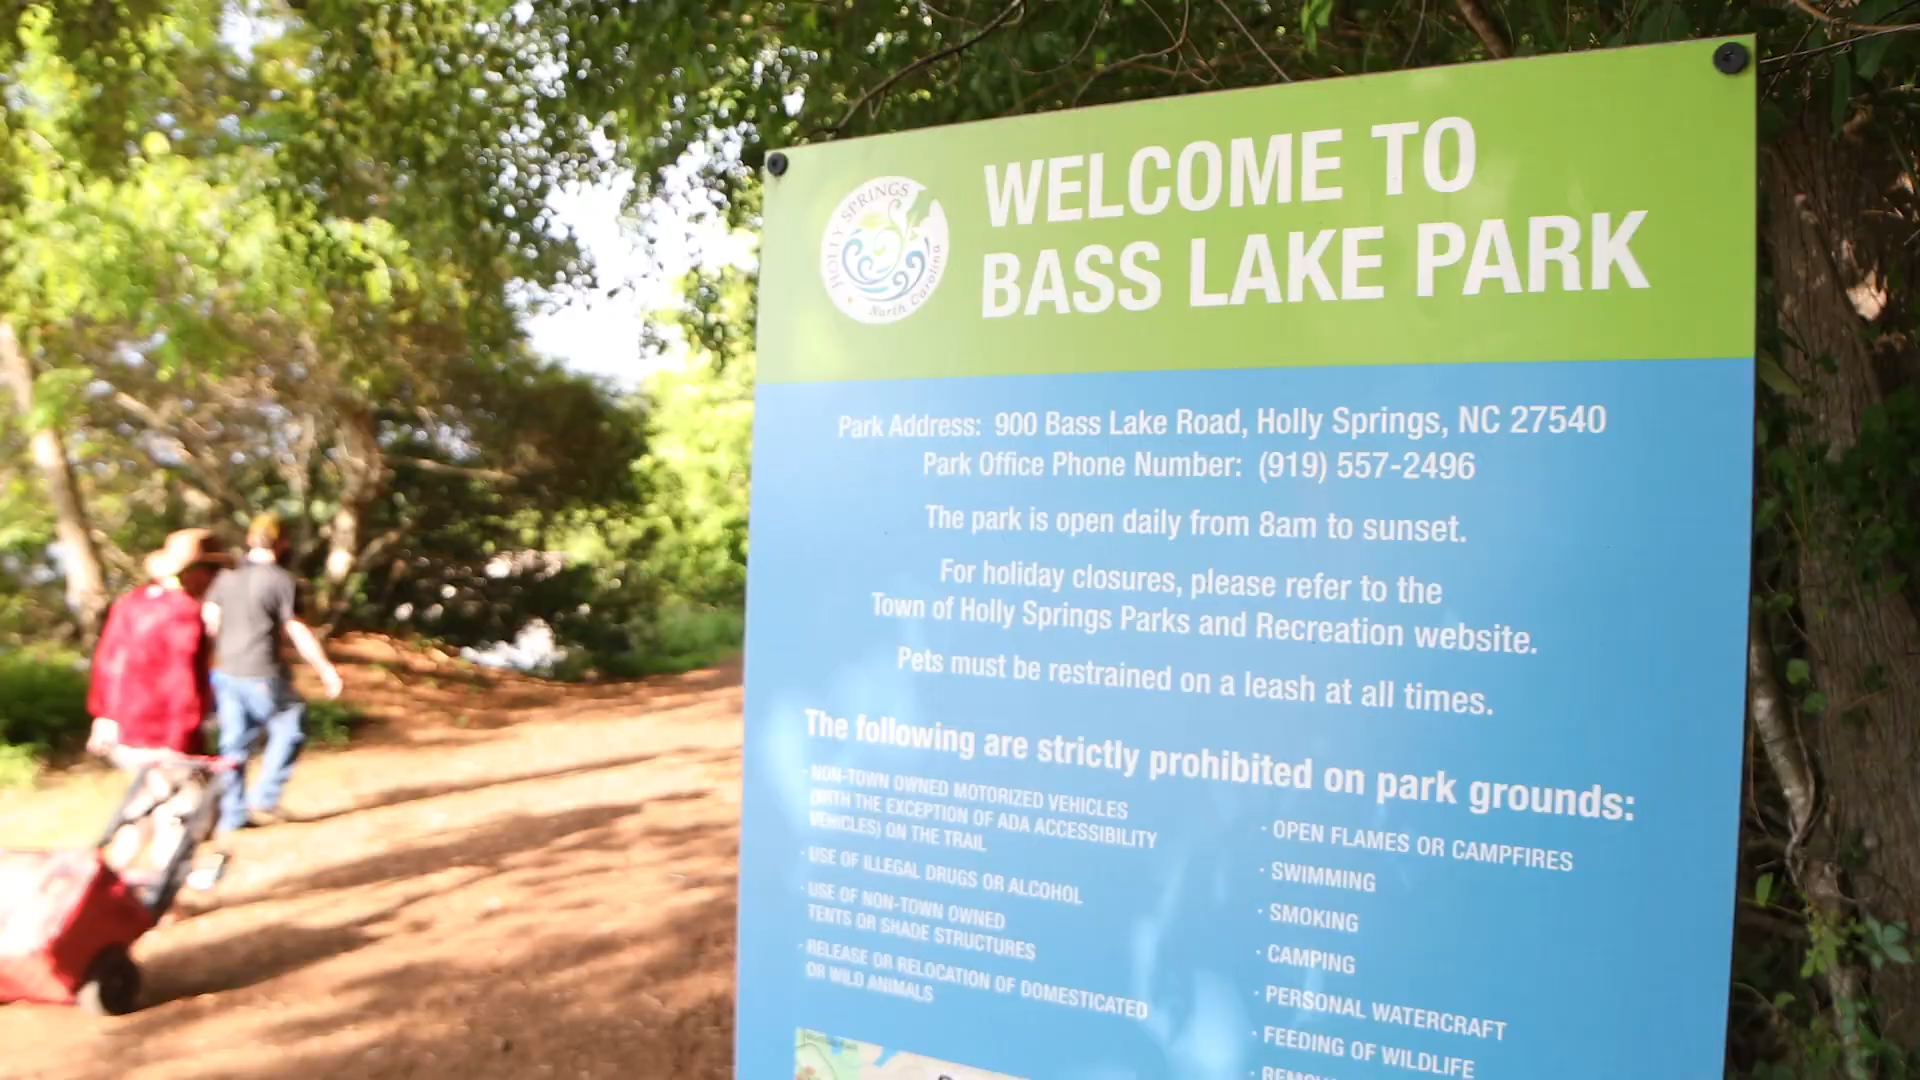 HOLLY SPRINGS
North Carolina
WELCOME TO
BASS LAKE PARK
Park Address: 900 Bass Lake Road, Holly Springs, NC 27540
Park Office Phone Number: (919) 557-2496
The park is open daily from 8am to sunset.
For holiday closures, please refer to the
Town of Holly Springs Parks and Recreation website.
Pets must be restrained on a leash at all times.
The following are strictly prohibited on park grounds:
· NON-TOWN OWNED MOTORIZED VEHICLES
(WITH THE EXCEPTION OF ADA ACCESSIBILITY
VEHICLES) ON THE TRAIL
· USE OF ILLEGAL DRUGS OR ALCOHOL
· USE OF NON-TOWN OWNED
TENTS OR SHADE STRUCTURES
· RELEASE OR RELOCATION OF DOMESTICATED
OR WILD ANIMALS
· OPEN FLAMES OR CAMPFIRES
· SWIMMING
· SMOKING
· CAMPING
· PERSONAL WATERCRAFT
· FEEDING OF WILDLIFE